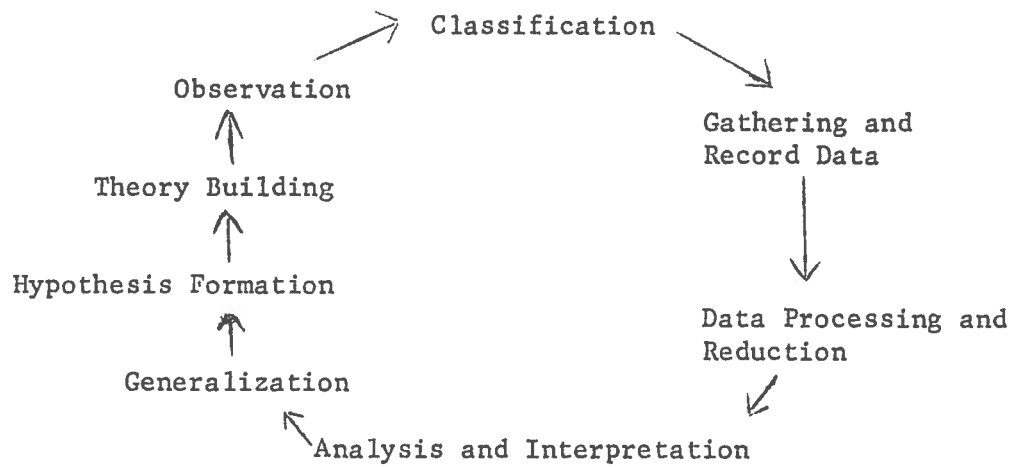 Classification
Observation
Gathering and
Record Data
Theory Building
Hypothesis Formation
Data Processing and
Reduction
Generalization
Analysis and Interpretation